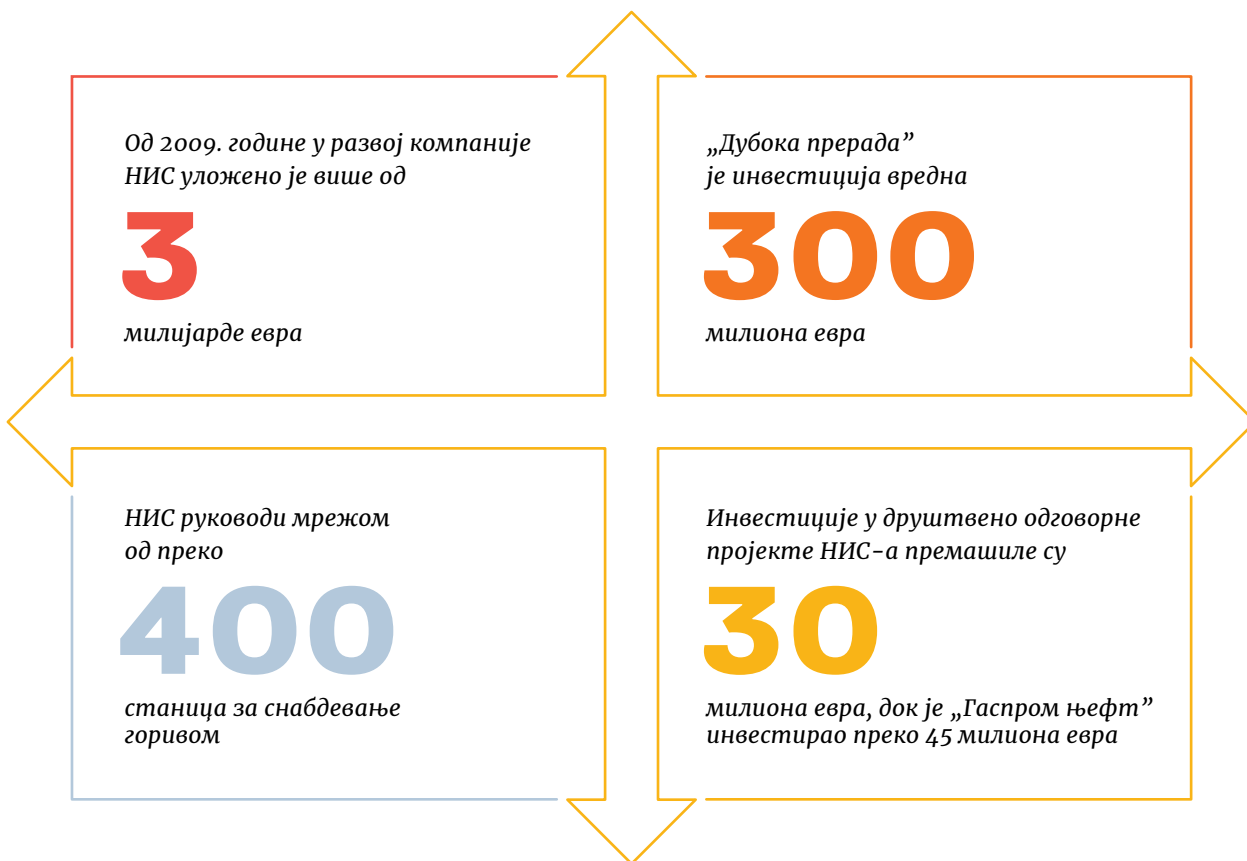 Од 2009. године у развој компаније
НИС уложено је више од
3
милијарде евра
„Дубока прерада”
је инвестиција вредна
300
милиона евра
НИС руководи мрежом
од преко
400
станица за снабдевање
горивом
Инвестиције у друштвено одговорне
пројекте НИС-а премашиле су
30
милиона евра, док је „Гаспром њефт”
инвестирао преко 45 милиона евра